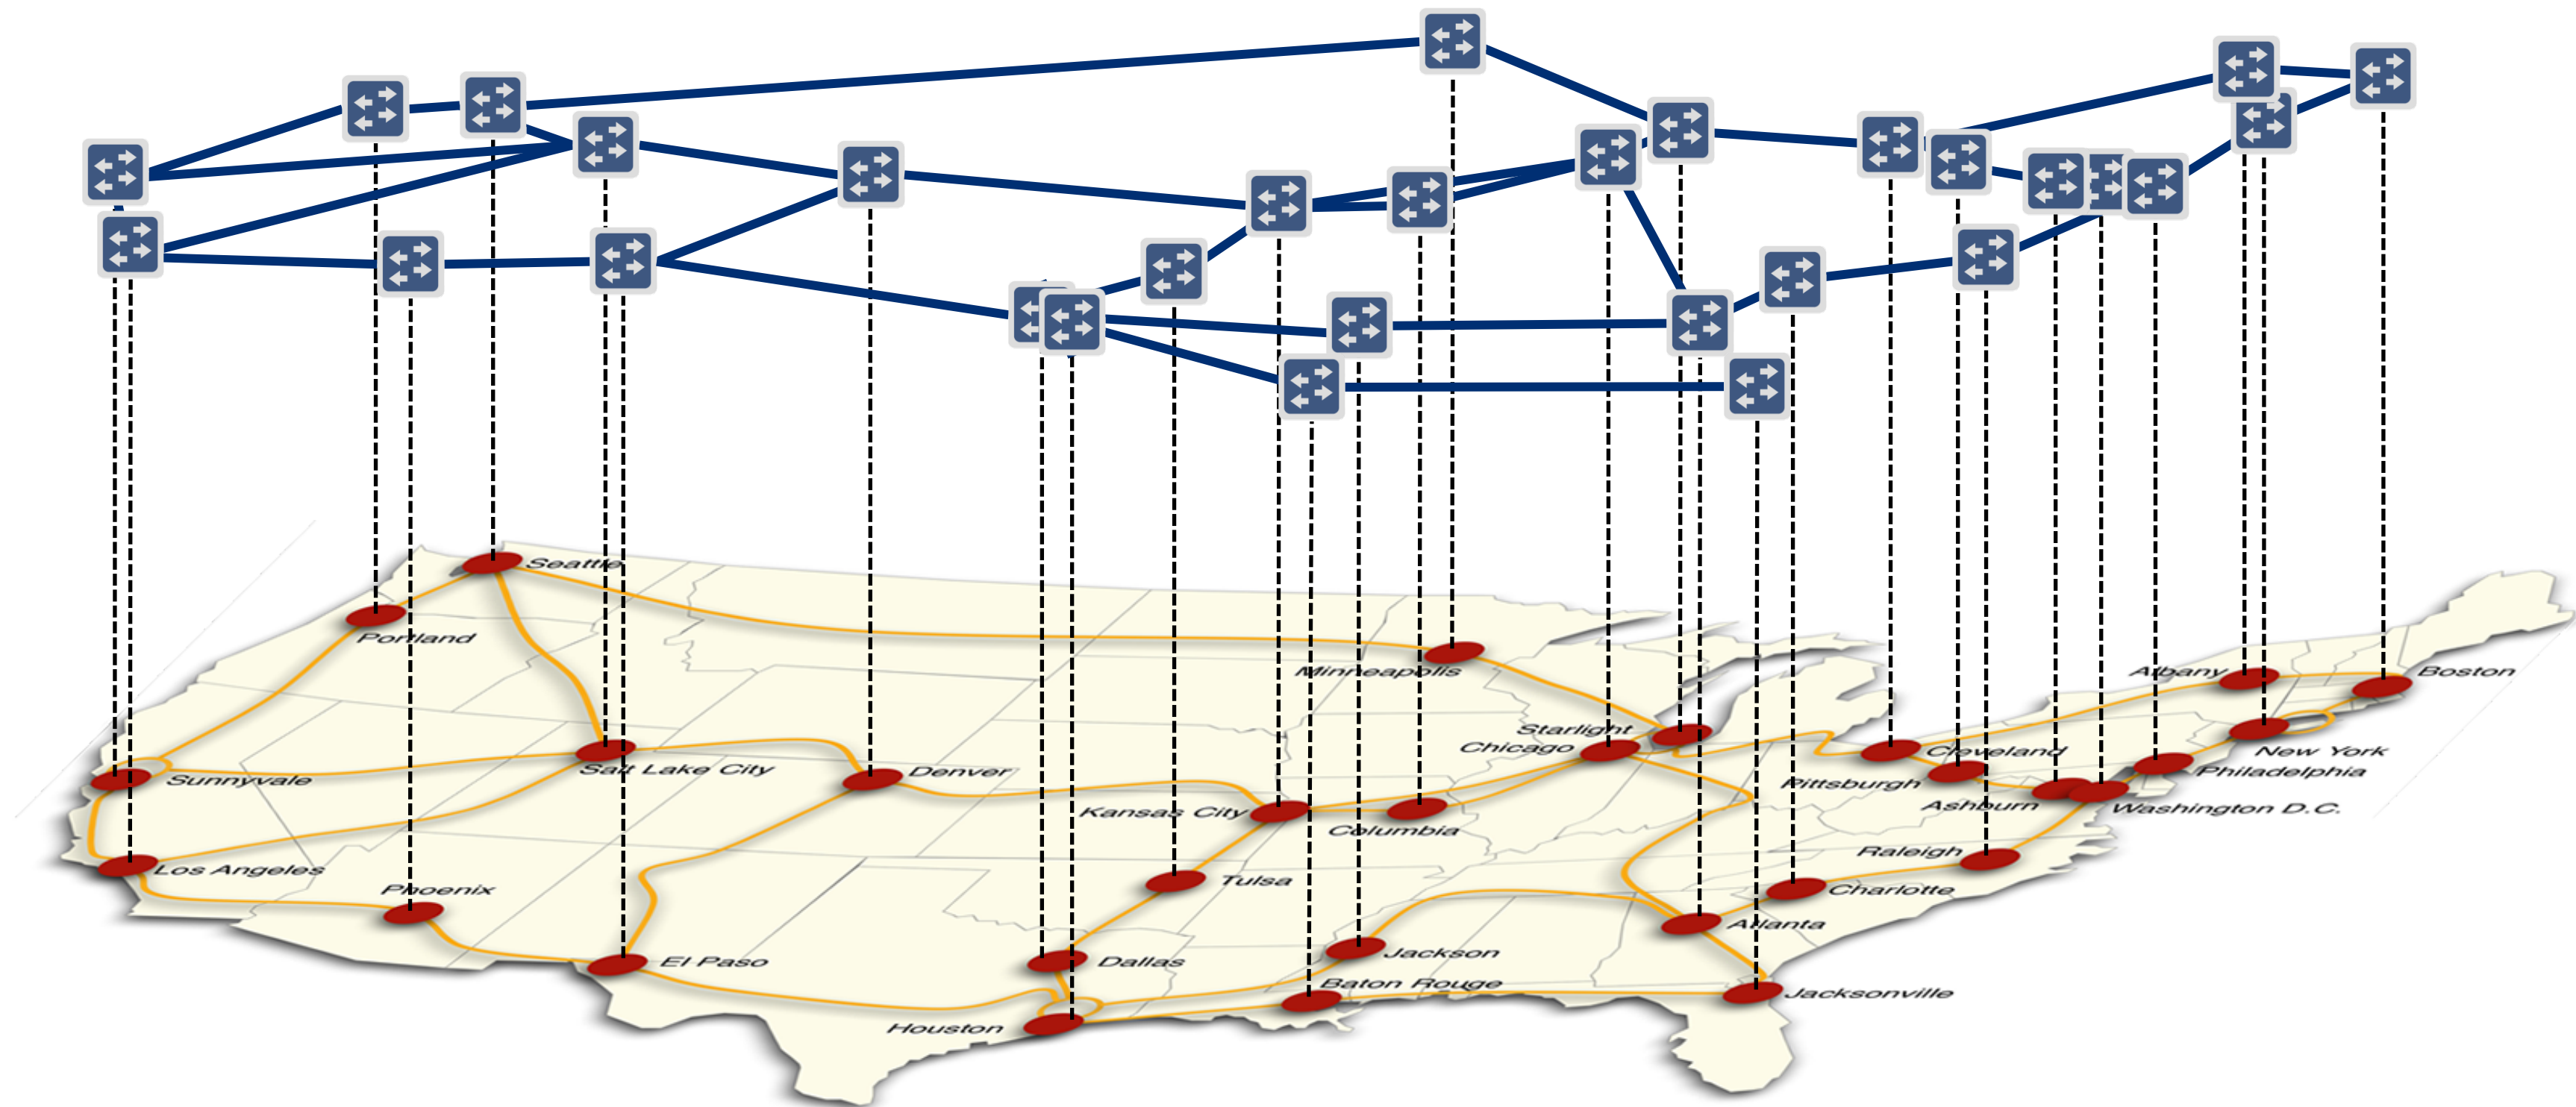 Seattle
Portland
Minneapolis
Albany
Boston
Starlight
Chicago
Cleveland
New York
Sunnyvale
Salt Lake City
Denver
Pittsburgh
Philadelphia
Kansas City
Columbia
Ashburn
Washington D.C.
Los Angeles
Phoenix
Tulsa
Raleigh
Charlotte
Atlanta
El Paso
Dallas
Jackson
Baton Rouge
Jacksonville
Houston